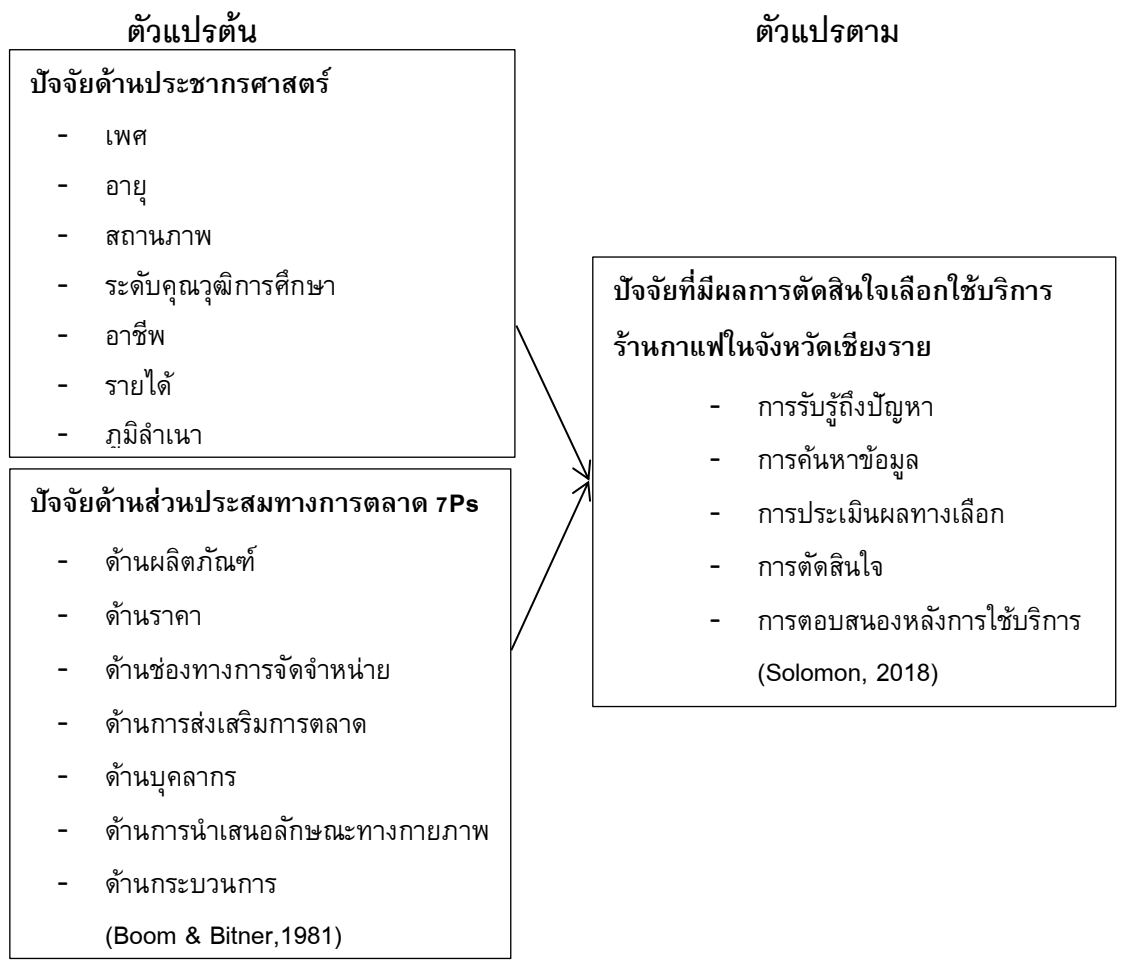 ตัวแปรต้น
ปัจจัยด้านประชากรศาสตร์
- เพศ
- อายุ
- สถานภาพ
- ระดับคุณวุฒิการศึกษา
- อาชีพ
- รายได้
- ภูมิลำเนา
ปัจจัยด้านส่วนประสมทางการตลาด 7Ps
- ด้านผลิตภัณฑ์
- ด้านราคา
- ด้านช่องทางการจัดจำหน่าย
- ด้านการส่งเสริมการตลาด
- ด้านบุคลากร
- ด้านการนำเสนอลักษณะทางกายภาพ
- ด้านกระบวนการ
(Boom & Bitner,1981)
ตัวแปรตาม
ปัจจัยที่มีผลการตัดสินใจเลือกใช้บริการ
ร้านกาแฟในจังหวัดเชียงราย
- การรับรู้ถึงปัญหา
- การค้นหาข้อมูล
- การประเมินผลทางเลือก
- การตัดสินใจ
- การตอบสนองหลังการใช้บริการ
(Solomon, 2018)